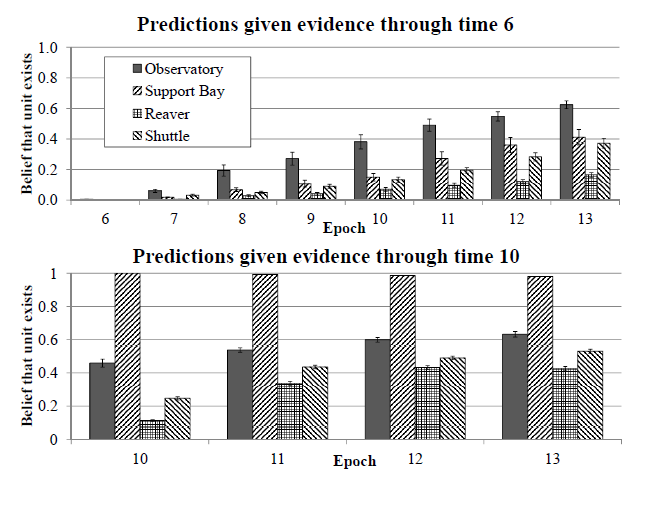 Predictions given evidence through time 6
Belief that unit exists
1.0
0.8
0.6
0.4
0.2
0.0
Observatory
Support Bay
Reaver
Shuttle
6 7 8 9 10 11 12 13
Epoch
Predictions given evidence through time 10
Belief that unit exists
1
0.8
0.6
0.4
0.2
0
10 11 12 13
Epoch